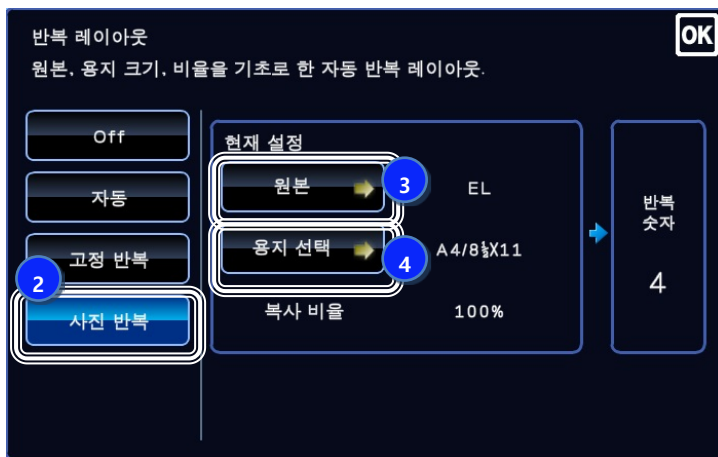 반복 레이아웃
OK
원본, 용지 크기, 비율을 기초로 한 자동 반복 레이아웃.
Off
자동
고정 반복
2
사진 반복
현재 설정
원본
3
EL
용지 선택
4
A4/8½X11
복사 비율
100%
반복
숫자
4